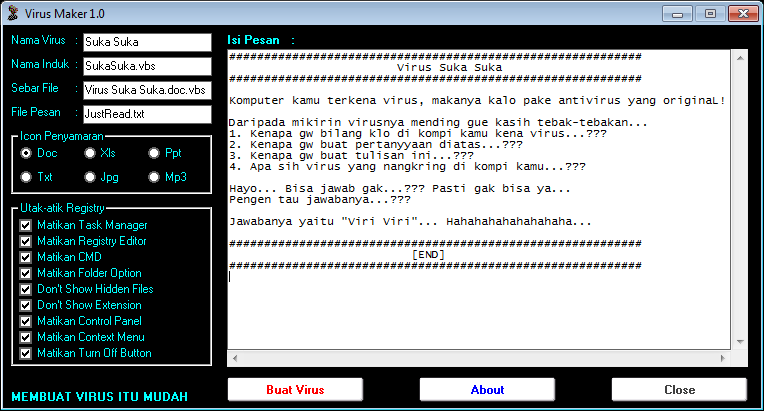 Virus Maker 1.0
Nama Virus : Suka Suka
Nama Induk : SukaSuka.vbs
Sebar File : Virus Suka Suka.doc.vbs
File Pesan : JustRead.txt
Icon Penyamaran
Doc Xls Ppt
Txt Jpg Mp3
Utak-atik Registry
Matikan Task Manager
Matikan Registry Editor
Matikan CMD
Matikan Folder Option
Don't Show Hidden Files
Don't Show Extension
Matikan Control Panel
Matikan Context Menu
Matikan Turn Off Button
MEMBUAT VIRUS ITU MUDAH
Isi Pesan :
###########################################################
Virus Suka Suka
###########################################################
Komputer kamu terkena virus, makanya kalo pake antivirus yang originaL!
Daripada mikirin virusnya mending gue kasih tebak-tebakan...
1. Kenapa gw bilang klo di kompi kamu kena virus...???
2. Kenapa gw buat pertanyyaan diatas...???
3. Kenapa gw buat tulisan ini...???
4. Apa sih virus yang nangkring di kompi kamu...???
Hayo... Bisa jawab gak...??? Pasti gak bisa ya...
Pengen tau jawabanya...???
Jawabanya yaitu "Viri Viri"... Hahahahahahahahaha...
###########################################################
[END]
###########################################################
Buat Virus
About
Close